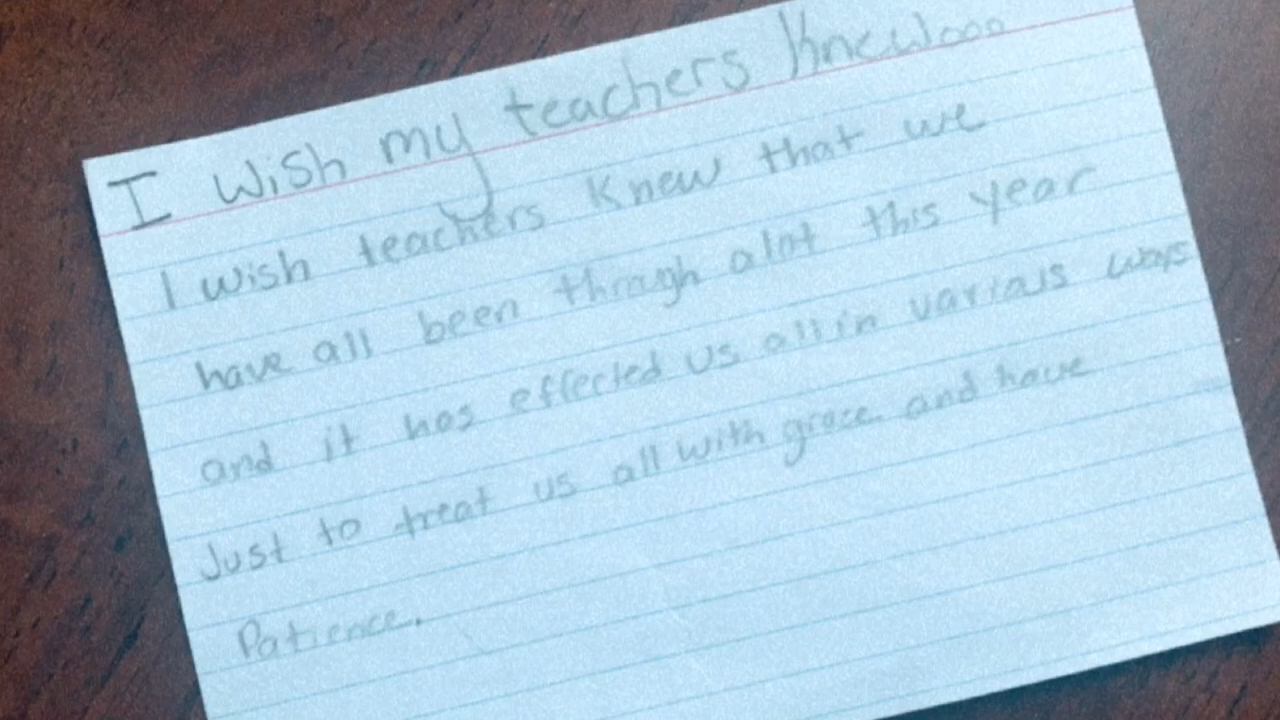 I wish my teachers Knew...
I wish teachers Knew that we
have all been through alot this year
and it has effected us all in various ways
Just to treat us all with grace and have
Patience.